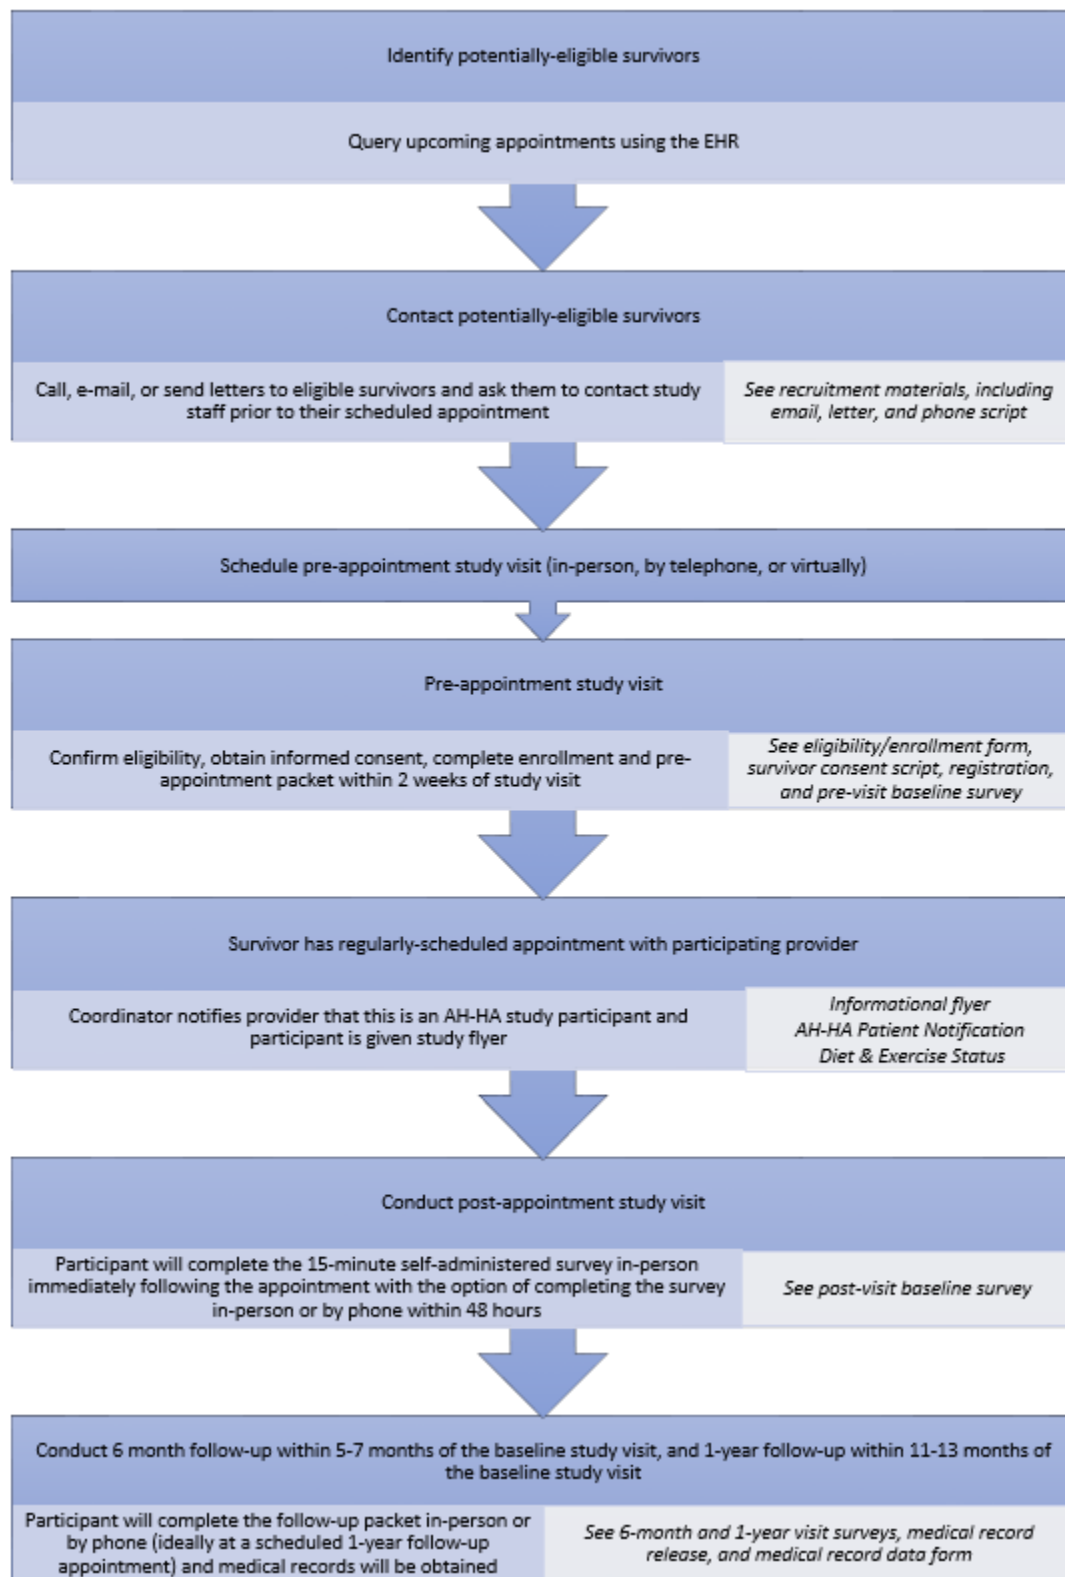 Identify potentially-eligible survivors
Query upcoming appointments using the EHR
Contact potentially-eligible survivors
Call, e-mail, or send letters to eligible survivors and ask them to contact study
staff prior to their scheduled appointment
See recruitment materials, including
email, letter, and phone script
Schedule pre-appointment study visit (in-person, by telephone, or virtually)
Pre-appointment study visit
Confirm eligibility, obtain informed consent, complete enrollment and pre-
appointment packet within 2 weeks of study visit
See eligibility/enrollment form,
survivor consent script, registration,
and pre-visit baseline survey
Survivor has regularly-scheduled appointment with participating provider
Coordinator notifies provider that this is an AH-HA study participant and
participant is given study flyer
Informational flyer
AH-HA Patient Notification
Diet & Exercise Status
Conduct post-appointment study visit
Participant will complete the 15-minute self-administered survey in-person
immediately following the appointment with the option of completing the survey
in-person or by phone within 48 hours
See post-visit baseline survey
Conduct 6 month follow-up within 5-7 months of the baseline study visit, and 1-year follow-up within 11-13 months of
the baseline study visit
Participant will complete the follow-up packet in-person or
by phone (ideally at a scheduled 1-year follow-up
appointment) and medical records will be obtained
See 6-month and 1-year visit surveys, medical record
release, and medical record data form